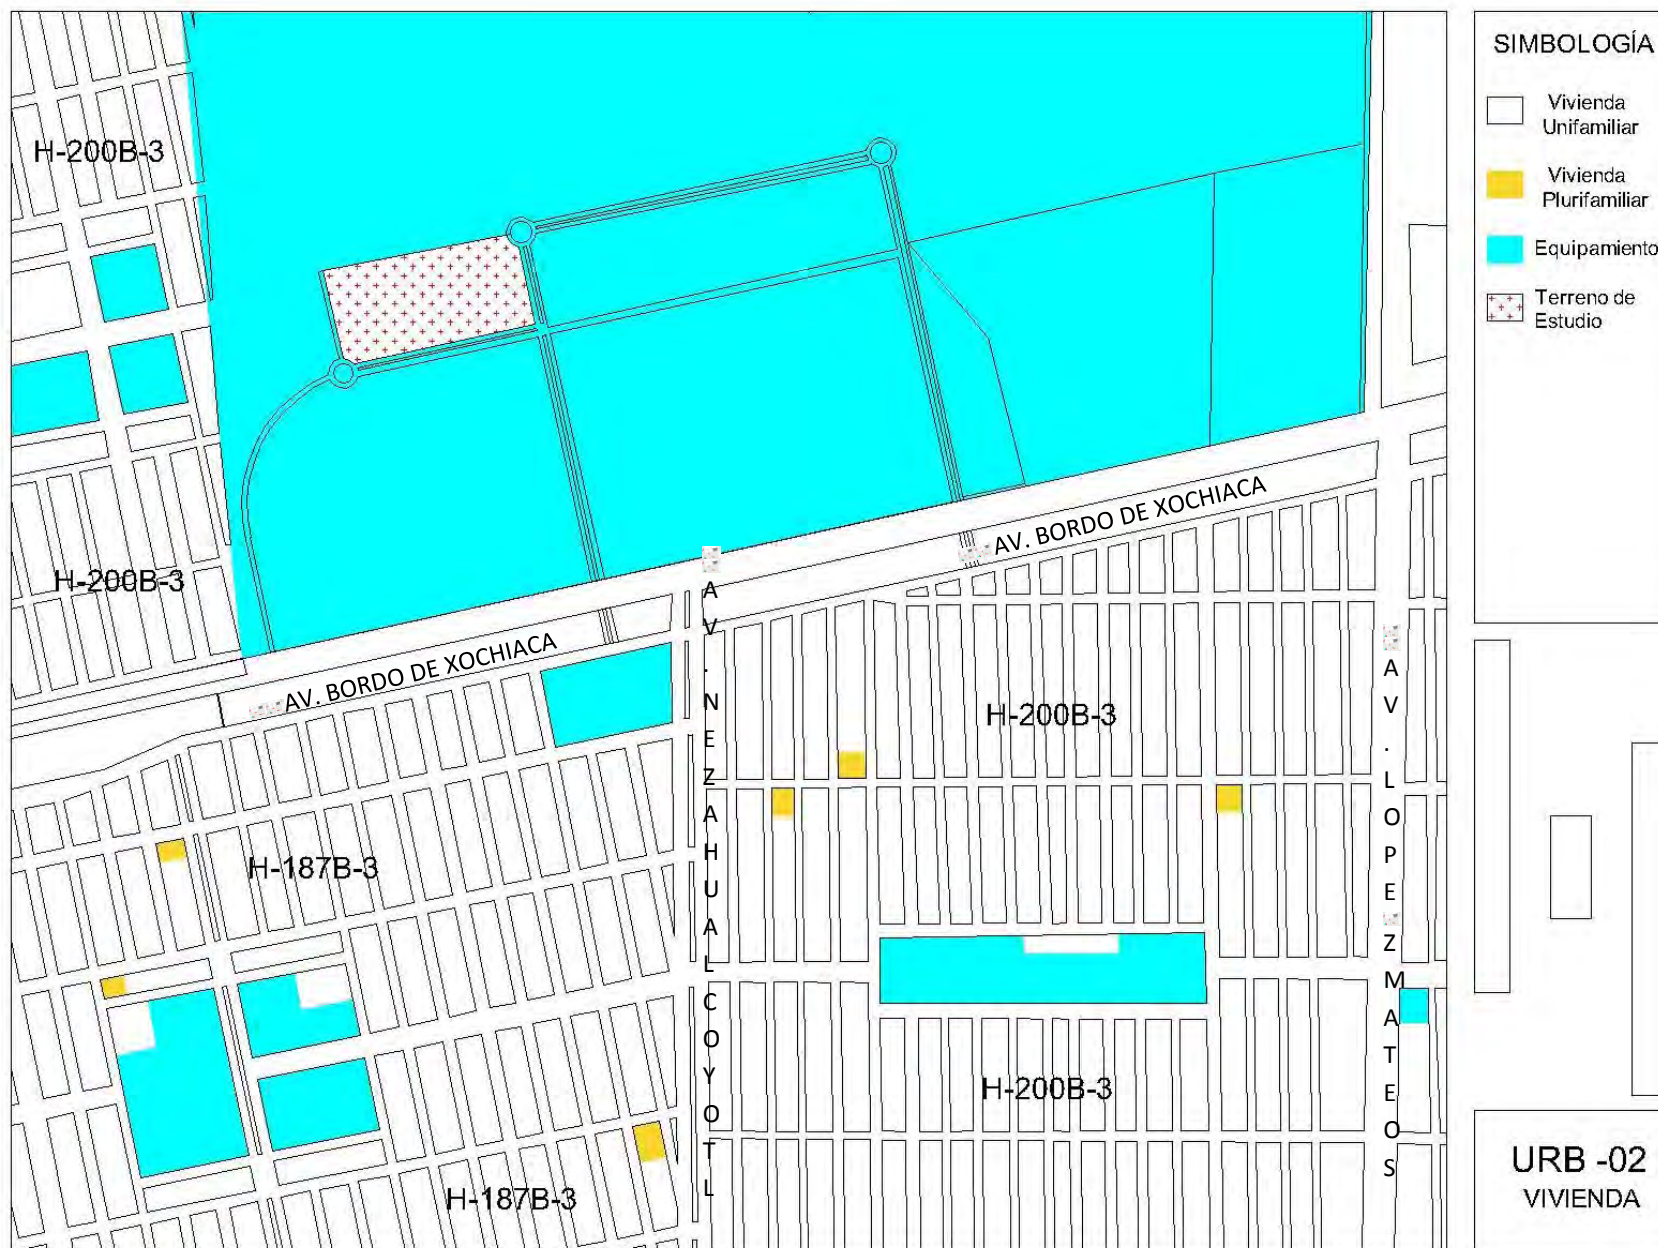 H-200B-3
H-200B-3
AV. BORDO DE XOCHIACA
AV. BORDO DE XOCHIACA
AV. NEZAHUALCOYOTL
AV. LOPEZ MATEOS
H-200B-3
H-187B-3
H-200B-3
H-187B-3
SIMBOLOGÍA
Vivienda
Unifamiliar
Vivienda
Plurifamiliar
Equipamiento
Terreno de
Estudio
URB -02
VIVIENDA